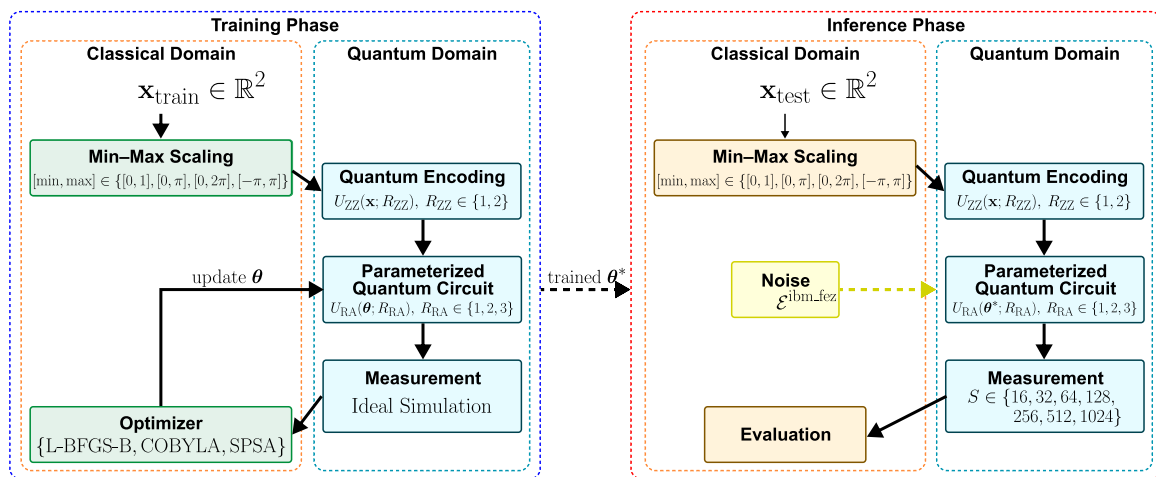 Training Phase
Classical Domain
Quantum Domain
𝐱_train ∈ ℝ^2
Min–Max Scaling
[min, max] ∈ {[0, 1], [0, π], [0, 2π], [−π, π]}
Quantum Encoding
U_ZZ(𝐱; R_ZZ), R_ZZ ∈ {1, 2}
update 𝜽
Parameterized
Quantum Circuit
U_RA(𝜽; R_RA), R_RA ∈ {1, 2, 3}
Measurement
Ideal Simulation
Optimizer
{L-BFGS-B, COBYLA, SPSA}
trained 𝜽*
Inference Phase
Classical Domain
Quantum Domain
𝐱_test ∈ ℝ^2
Min–Max Scaling
[min, max] ∈ {[0, 1], [0, π], [0, 2π], [−π, π]}
Quantum Encoding
U_ZZ(𝐱; R_ZZ), R_ZZ ∈ {1, 2}
Noise
ℰ^ibm_fez
Parameterized
Quantum Circuit
U_RA(𝜽*; R_RA), R_RA ∈ {1, 2, 3}
Measurement
S ∈ {16, 32, 64, 128,
256, 512, 1024}
Evaluation